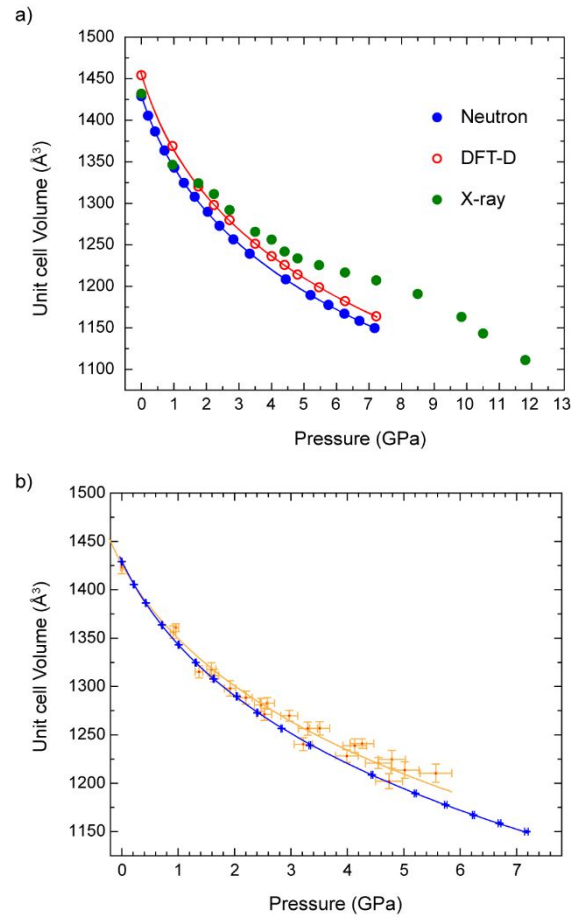 a)
1500
1450
1400
1350
1300
1250
1200
1150
1100
Unit cell Volume (Å³)
Neutron
DFT-D
X-ray
0 1 2 3 4 5 6 7 8 9 10 11 12 13
Pressure (GPa)
b)
1500
1450
1400
1350
1300
1250
1200
1150
Unit cell Volume (Å³)
0 1 2 3 4 5 6 7
Pressure (GPa)